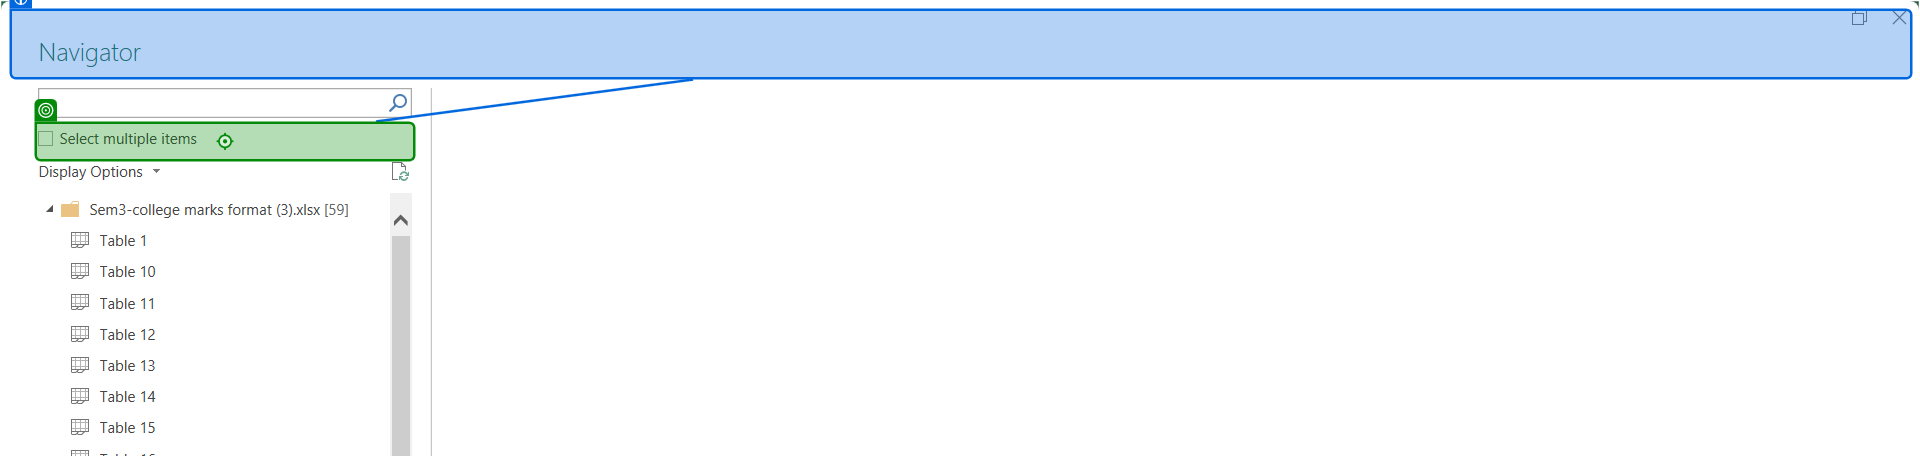 Navigator
Select multiple items
Display Options
Sem3-college marks format (3).xlsx [59]
Table 1
Table 10
Table 11
Table 12
Table 13
Table 14
Table 15